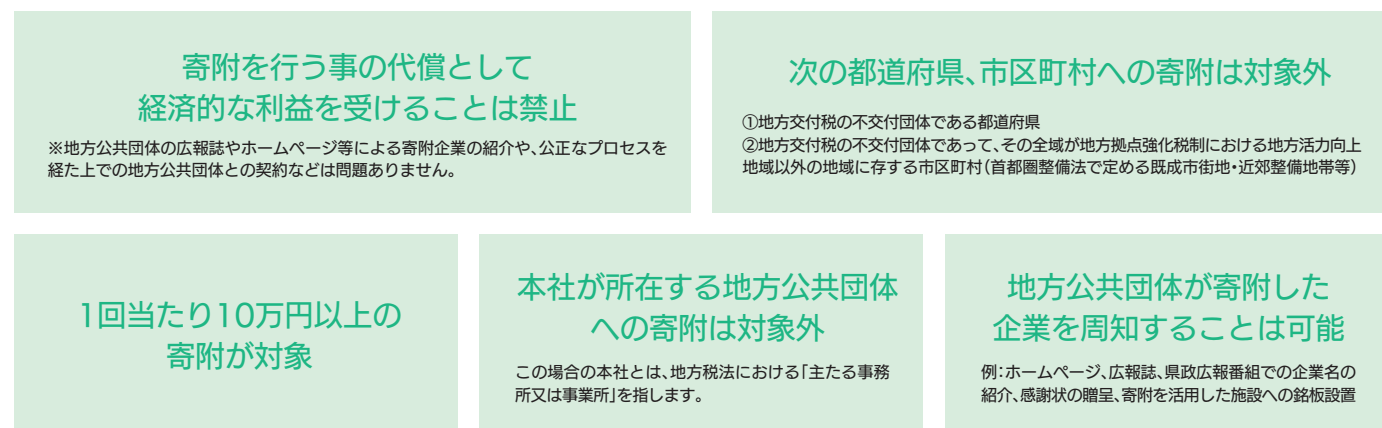 寄附を行う事の代償として
経済的な利益を受けることは禁止
※地方公共団体の広報誌やホームページ等による寄附企業の紹介や、公正なプロセスを
経た上での地方公共団体との契約などは問題ありません。
次の都道府県、市区町村への寄附は対象外
①地方交付税の不交付団体である都道府県
②地方交付税の不交付団体であって、その全域が地方拠点強化税制における地方活力向上
地域以外の地域に存する市区町村(首都圏整備法で定める既成市街地・近郊整備地帯等)
1回当たり10万円以上の
寄附が対象
本社が所在する地方公共団体
への寄附は対象外
この場合の本社とは、地方税法における「主たる事務
所又は事業所」を指します。
地方公共団体が寄附した
企業を周知することは可能
例:ホームページ、広報誌、県政広報番組での企業名の
紹介、感謝状の贈呈、寄附を活用した施設への銘板設置